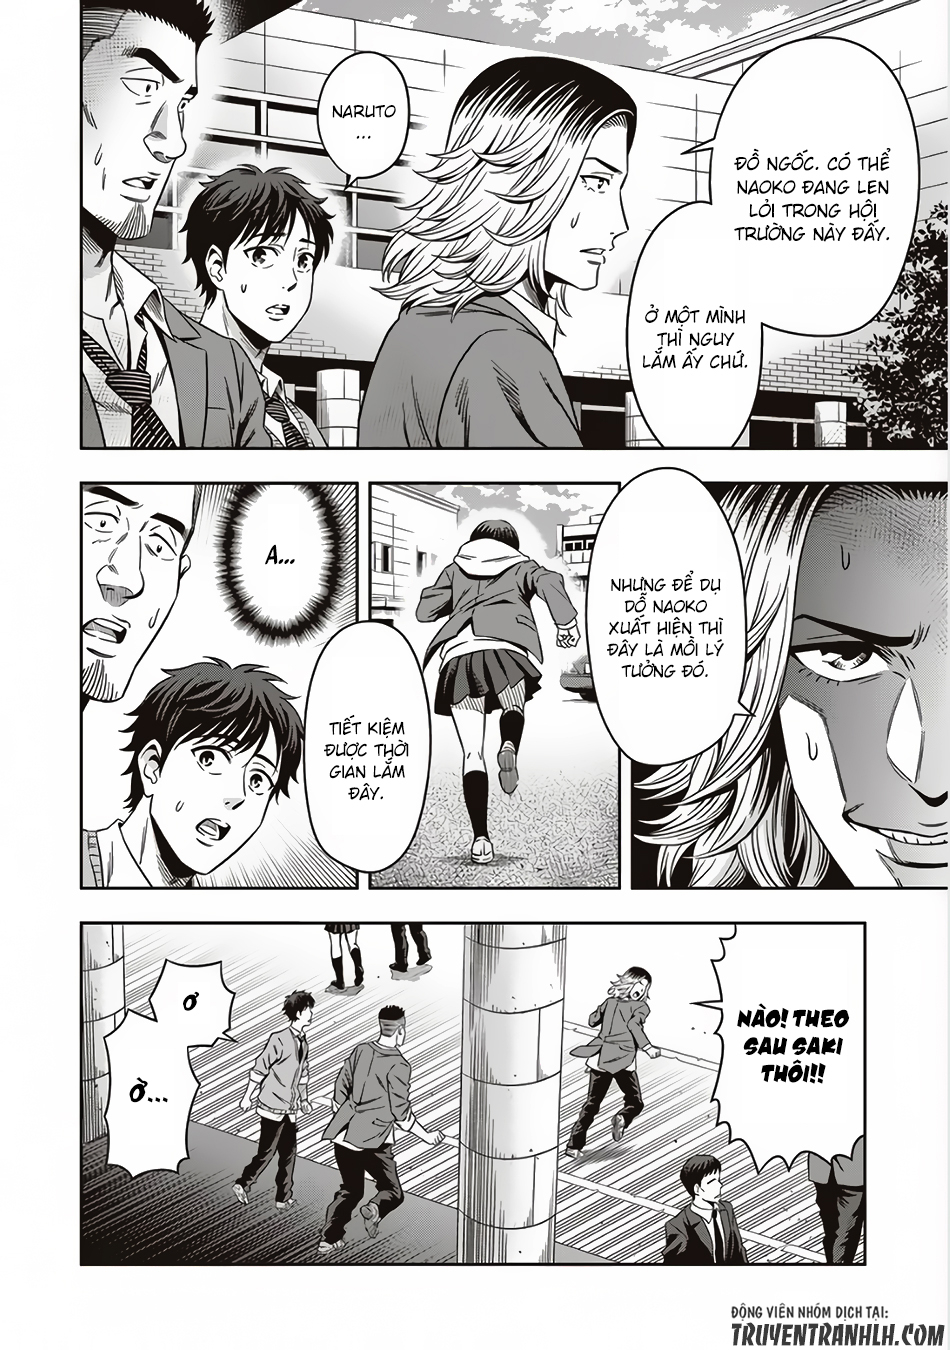 ĐỒ NGỐC. CÓ THỂ
NAOKO ĐANG LEN
LỎI TRONG HỘI
TRƯỜNG NÀY ĐẤY.
Ở MỘT MÌNH
THÌ NGUY
LẮM ẤY CHỨ.
NARUTO
...
NHƯNG ĐỂ DỤ
DỖ NAOKO
XUẤT HIỆN THÌ
ĐÂY LÀ MỒI LÝ
TƯỞNG ĐÓ.
TIẾT KIỆM
ĐƯỢC THỜI
GIAN LẮM
ĐÂY.
A...
NÀO! THEO
SAU SAKI
THÔI!!
Ơ
Ờ...
ĐỘNG VIÊN NHÓM DỊCH TẠI:
TRUYENTRANHLH.COM